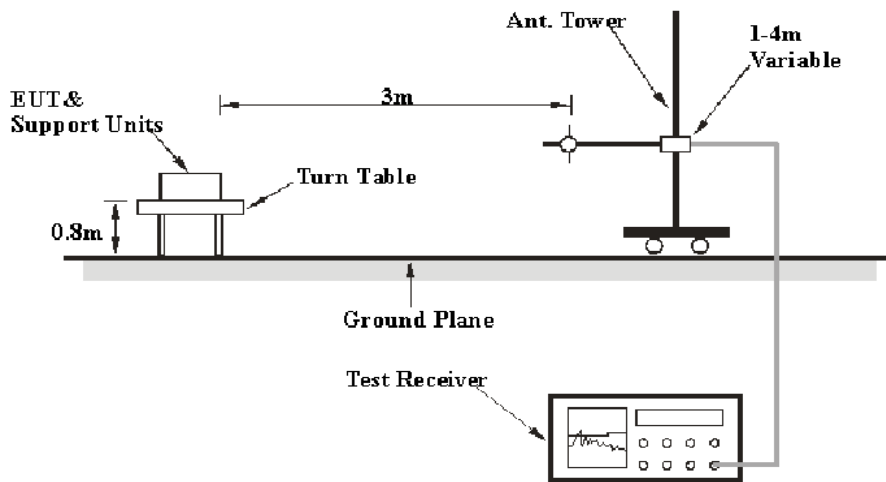 Ant. Tower
1-4m
Variable
3m
EUT&
Support Units
Turn Table
0.8m
Ground Plane
Test Receiver